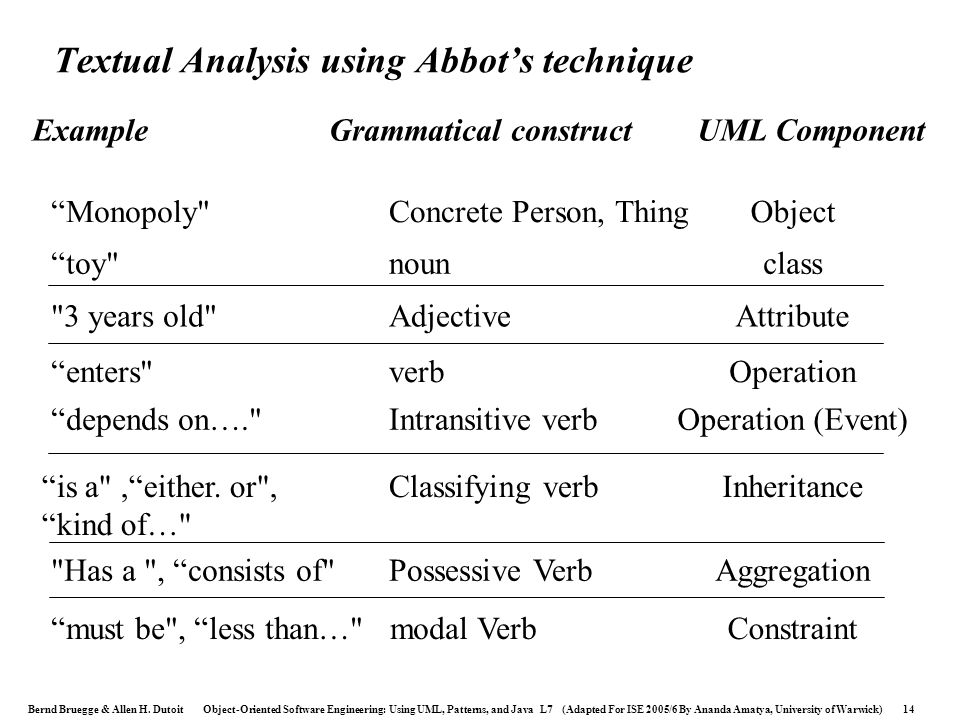 Textual Analysis using Abbot’s technique
Example Grammatical construct UML Component
“Monopoly" Concrete Person, Thing Object
“toy" noun class
"3 years old" Adjective Attribute
“enters" verb Operation
“depends on…." Intransitive verb Operation (Event)
“is a" ,“either. or", Classifying verb Inheritance
“kind of…"
"Has a ", “consists of" Possessive Verb Aggregation
“must be", “less than…" modal Verb Constraint
Bernd Bruegge & Allen H. Dutoit Object-Oriented Software Engineering: Using UML, Patterns, and Java L7 (Adapted For ISE 2005/6 By Ananda Amatya, University of Warwick) 14